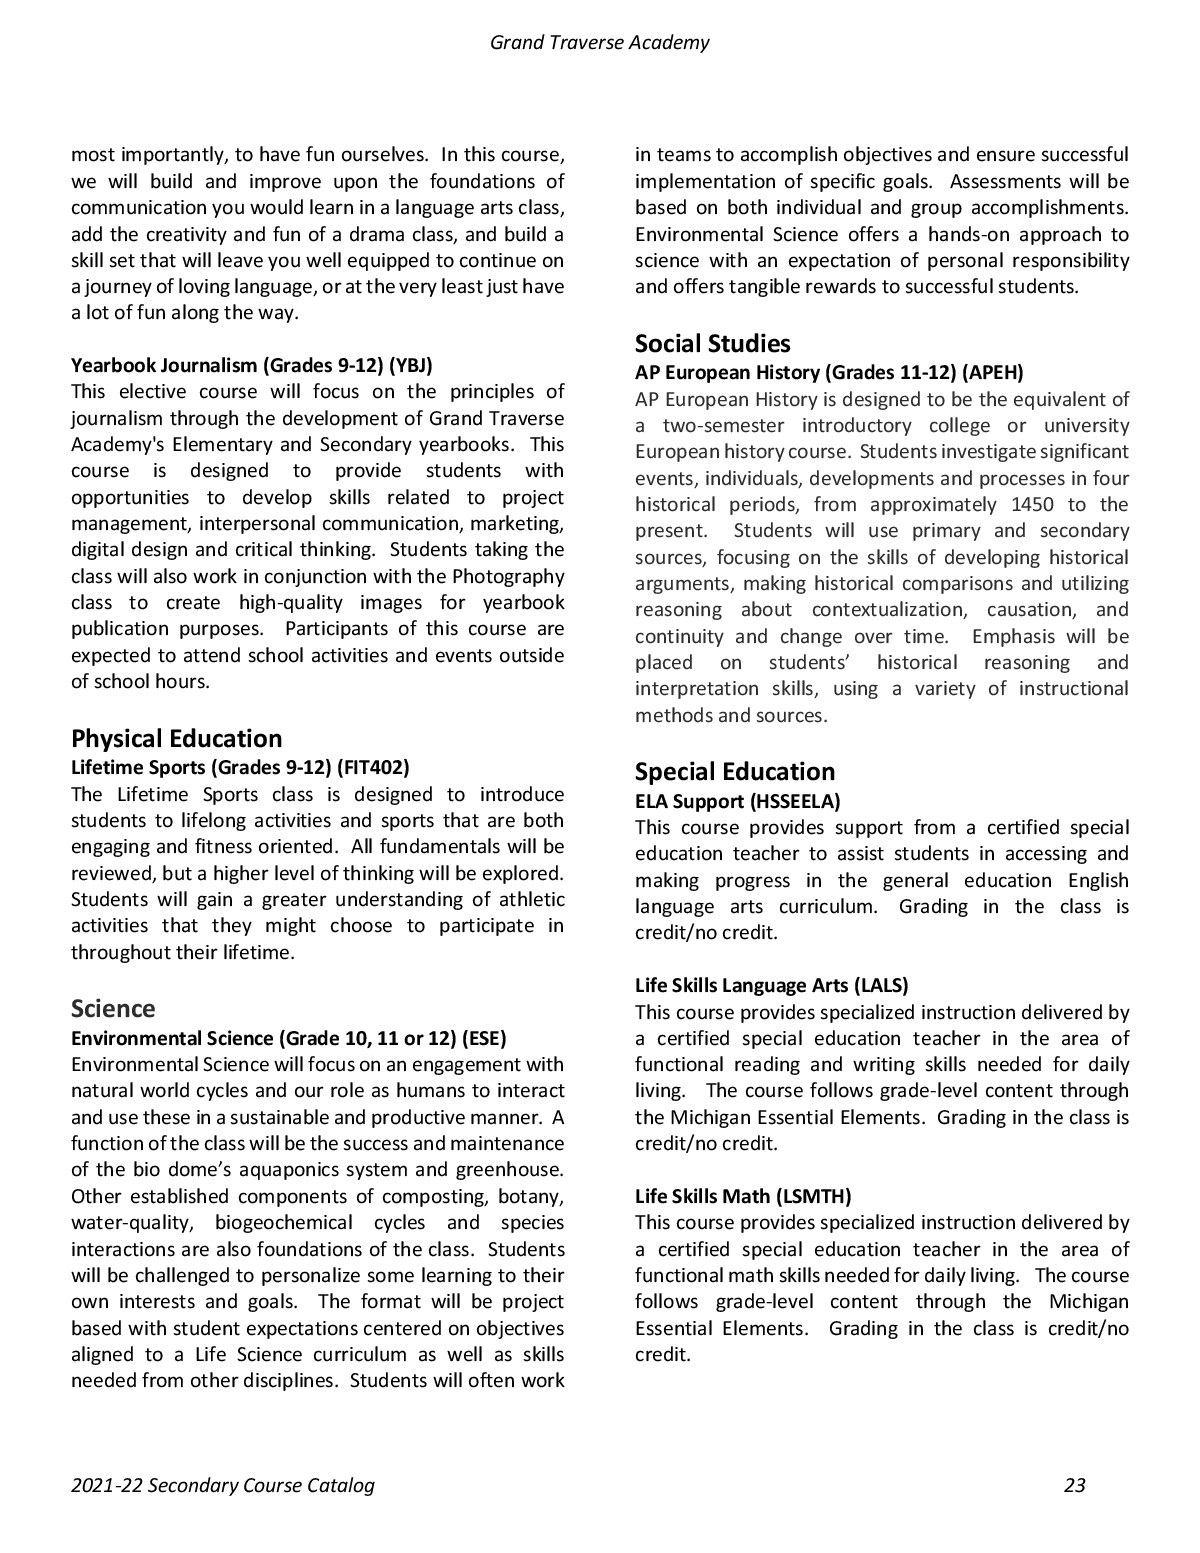 Grand Traverse Academy
most importantly, to have fun ourselves.  In this course,
we will build and improve upon the foundations of
communication you would learn in a language arts class,
add the creativity and fun of a drama class, and build a
skill set that will leave you well equipped to continue on
a journey of loving language, or at the very least just have
a lot of fun along the way.
Yearbook Journalism (Grades 9-12) (YBJ)
This elective course will focus on the principles of
journalism through the development of Grand Traverse
Academy's Elementary and Secondary yearbooks.  This
course is designed to provide students with
opportunities to develop skills related to project
management, interpersonal communication, marketing,
digital design and critical thinking.  Students taking the
class will also work in conjunction with the Photography
class to create high-quality images for yearbook
publication purposes.  Participants of this course are
expected to attend school activities and events outside
of school hours.
Physical Education
Lifetime Sports (Grades 9-12) (FIT402)
The Lifetime Sports class is designed to introduce
students to lifelong activities and sports that are both
engaging and fitness oriented.  All fundamentals will be
reviewed, but a higher level of thinking will be explored.
Students will gain a greater understanding of athletic
activities that they might choose to participate in
throughout their lifetime.
Science
Environmental Science (Grade 10, 11 or 12) (ESE)
Environmental Science will focus on an engagement with
natural world cycles and our role as humans to interact
and use these in a sustainable and productive manner.  A
function of the class will be the success and maintenance
of the bio dome’s aquaponics system and greenhouse.
Other established components of composting, botany,
water-quality, biogeochemical cycles and species
interactions are also foundations of the class.  Students
will be challenged to personalize some learning to their
own interests and goals.  The format will be project
based with student expectations centered on objectives
aligned to a Life Science curriculum as well as skills
needed from other disciplines.  Students will often work
in teams to accomplish objectives and ensure successful
implementation of specific goals.  Assessments will be
based on both individual and group accomplishments.
Environmental Science offers a hands-on approach to
science with an expectation of personal responsibility
and offers tangible rewards to successful students.
Social Studies
AP European History (Grades 11-12) (APEH)
AP European History is designed to be the equivalent of
a two-semester introductory college or university
European history course.  Students investigate significant
events, individuals, developments and processes in four
historical periods, from approximately 1450 to the
present.  Students will use primary and secondary
sources, focusing on the skills of developing historical
arguments, making historical comparisons and utilizing
reasoning about contextualization, causation, and
continuity and change over time.  Emphasis will be
placed on students’ historical reasoning and
interpretation skills, using a variety of instructional
methods and sources.
Special Education
ELA Support (HSSEELA)
This course provides support from a certified special
education teacher to assist students in accessing and
making progress in the general education English
language arts curriculum.  Grading in the class is
credit/no credit.
Life Skills Language Arts (LALS)
This course provides specialized instruction delivered by
a certified special education teacher in the area of
functional reading and writing skills needed for daily
living.  The course follows grade-level content through
the Michigan Essential Elements.  Grading in the class is
credit/no credit.
Life Skills Math (LSMTH)
This course provides specialized instruction delivered by
a certified special education teacher in the area of
functional math skills needed for daily living.  The course
follows grade-level content through the Michigan
Essential Elements.  Grading in the class is credit/no
credit.
2021-22 Secondary Course Catalog 23